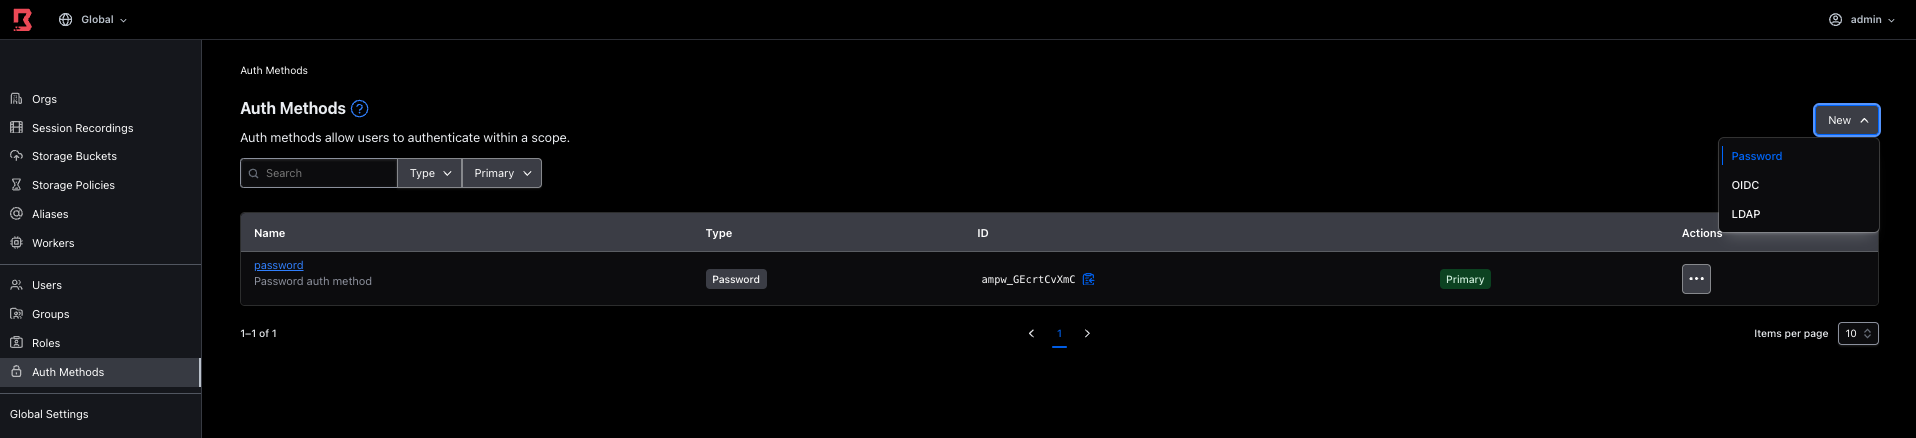 Global
admin
Orgs
Session Recordings
Storage Buckets
Storage Policies
Aliases
Workers
Users
Groups
Roles
Auth Methods
Global Settings
Auth Methods
Auth Methods
Auth methods allow users to authenticate within a scope.
New
Password
OIDC
LDAP
Search Type Primary
Name Type ID Actions
password
Password auth method
Password ampw_GEcrtCvXmC Primary
1–1 of 1 1 Items per page 10